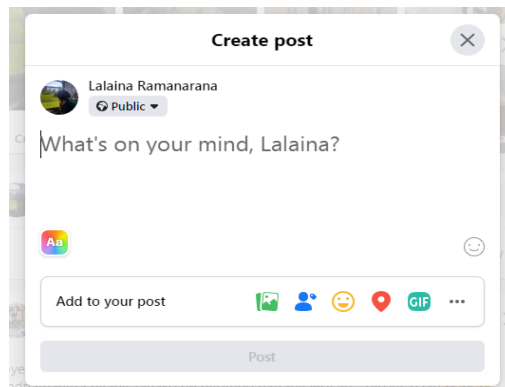 Create post
Lalaina Ramanarana
Public
What's on your mind, Lalaina?
Aa
Add to your post
GIF
Post